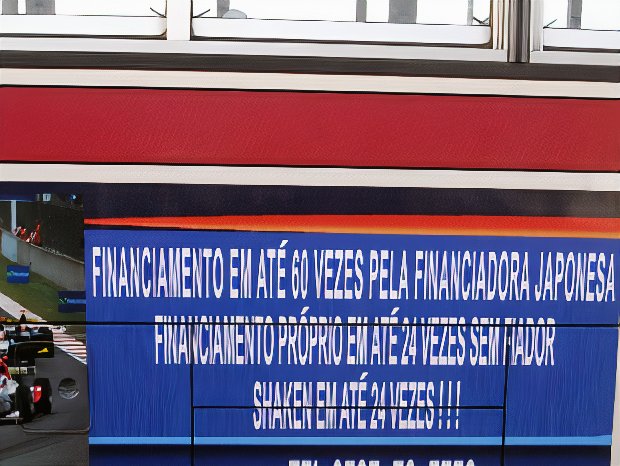 FINANCIAMENTO EM ATÉ 60 VEZES PELA FINANCIADORA JAPONESA
FINANCIAMENTO PRÓPRIO EM ATÉ 24 VEZES SEM FIADOR
SHAKEN EM ATÉ 24 VEZES ! ! !